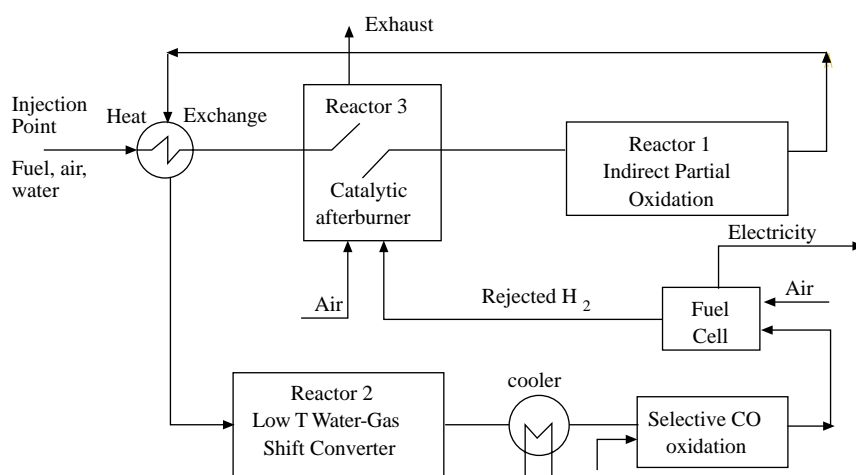 Exhaust
Injection
Point
Heat
Exchange
Fuel, air,
water
Reactor 3
Catalytic
afterburner
Reactor 1
Indirect Partial
Oxidation
Electricity
Air
Rejected H 2
Fuel
Cell
Air
Reactor 2
Low T Water-Gas
Shift Converter
cooler
Selective CO
oxidation